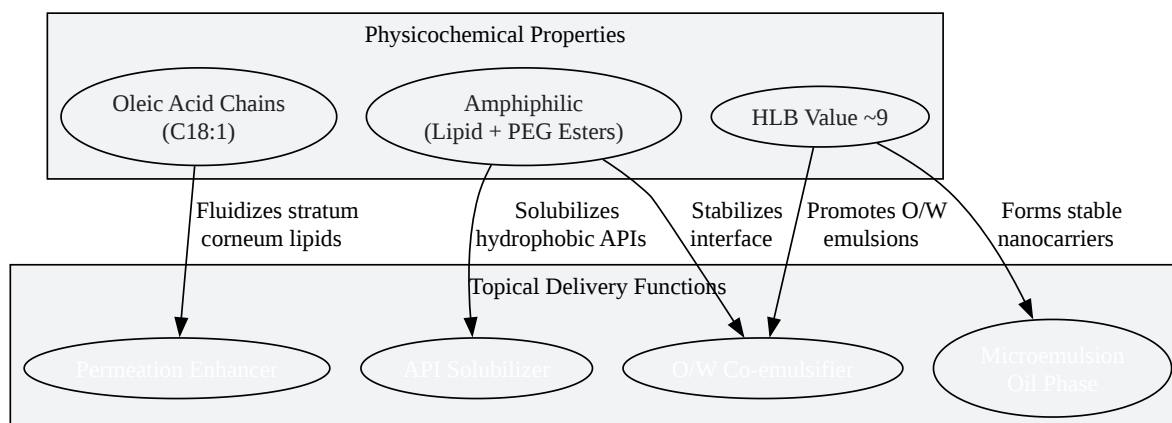 Physicochemical Properties
Oleic Acid Chains
(C18:1)
Amphiphilic
(Lipid + PEG Esters)
HLB Value ~9
Fluidizes stratum
corneum lipids
Solubilizes
hydrophobic APIs
Stabilizes
interface
Promotes O/W
emulsions
Forms stable
nanocarriers
Topical Delivery Functions
Permeation Enhancer
API Solubilizer
O/W Co-emulsifier
Microemulsion
Oil Phase